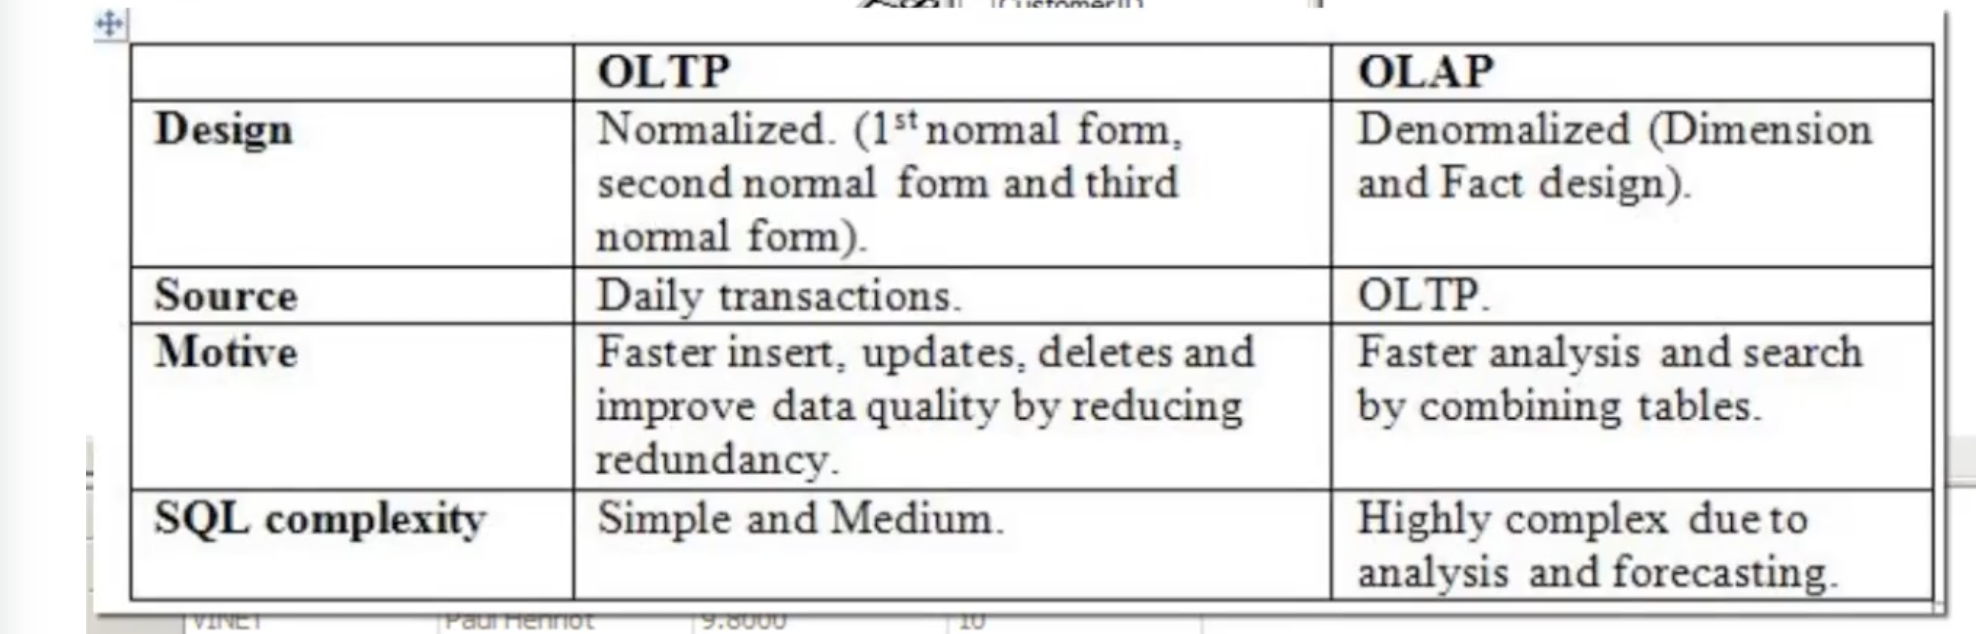 CustomerID
OLTP
OLAP
Design
Normalized. (1st normal form,
second normal form and third
normal form).
Denormalized (Dimension
and Fact design).
Source
Daily transactions.
OLTP.
Motive
Faster insert, updates, deletes and
improve data quality by reducing
redundancy.
Faster analysis and search
by combining tables.
SQL complexity
Simple and Medium.
Highly complex due to
analysis and forecasting.
VINET
Paul Henriot
9.8000
10